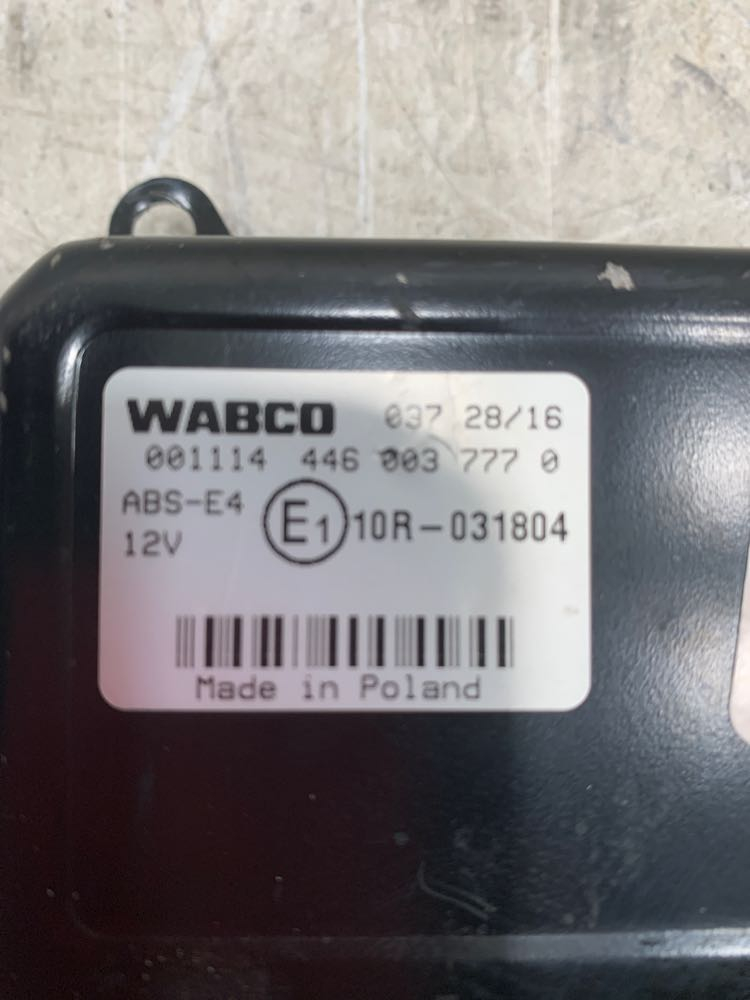 WABCO 037 28/16
001114 446 003 777 0
ABS-E4
12V
E1 10R-031804
Made in Poland